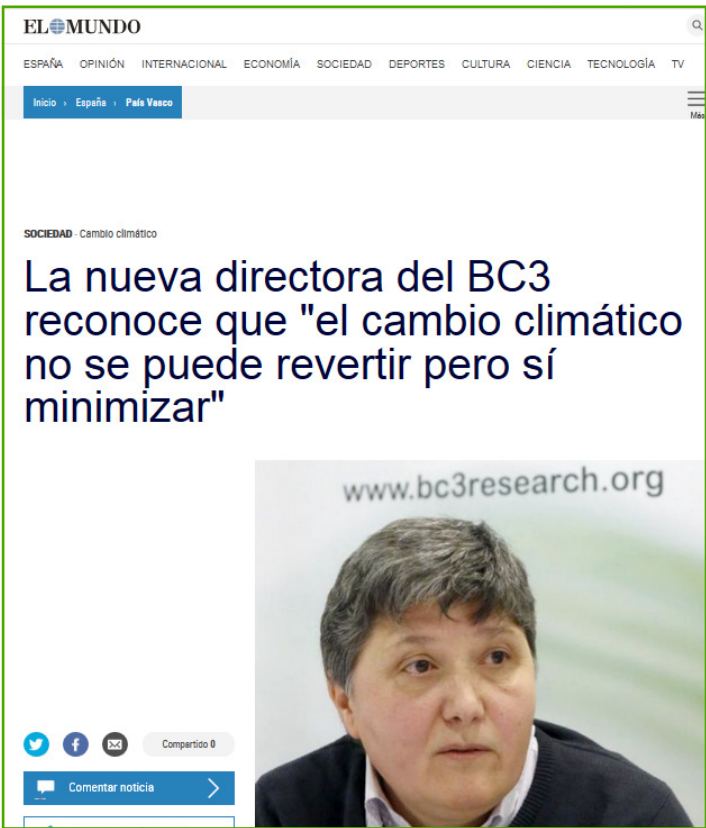 EL MUNDO
ESPAÑA OPINIÓN INTERNACIONAL ECONOMÍA SOCIEDAD DEPORTES CULTURA CIENCIA TECNOLOGÍA TV
Inicio › España › País Vasco
Más
SOCIEDAD - Cambio climático
La nueva directora del BC3
reconoce que "el cambio climático
no se puede revertir pero sí
minimizar"
www.bc3research.org
Compartido 0
Comentar noticia